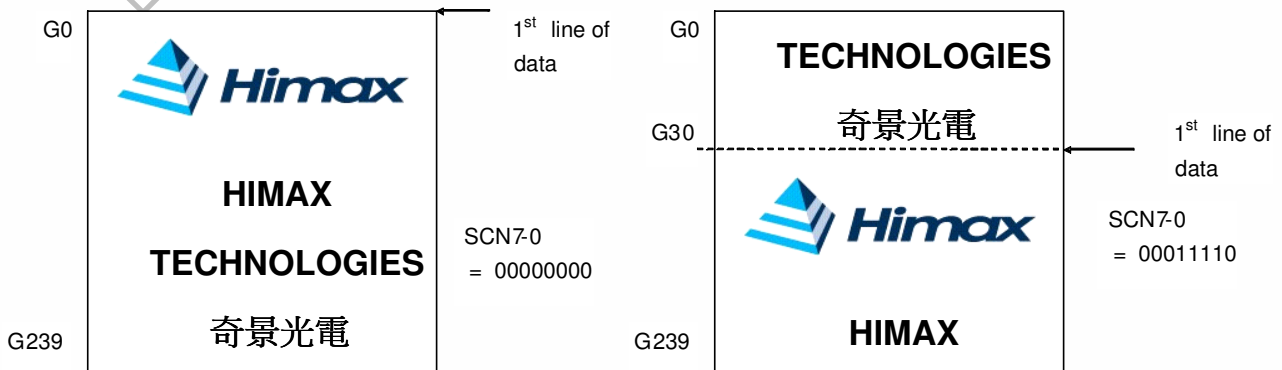 G0
Himax
HIMAX
TECHNOLOGIES
奇景光電
G239
1st line of
data
SCN7-0
= 00000000
G0
TECHNOLOGIES
奇景光電
G30
Himax
HIMAX
G239
1st line of
data
SCN7-0
= 00011110